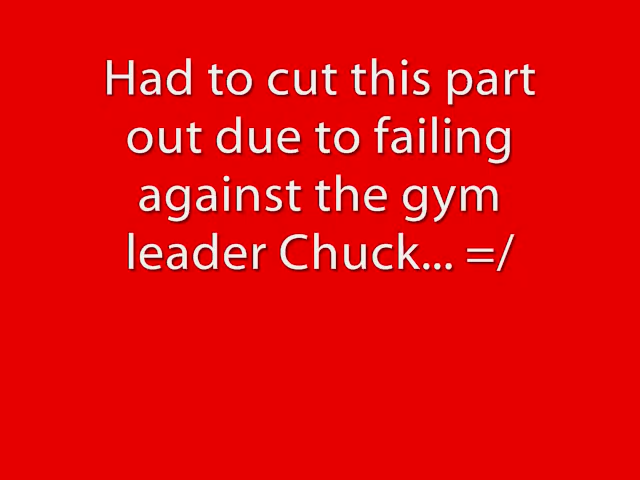 Had to cut this part
out due to failing
against the gym
leader Chuck... =/